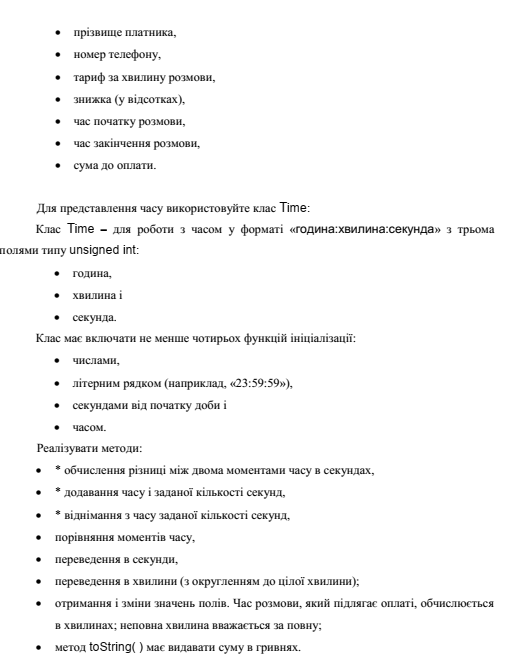 • прізвище платника,
• номер телефону,
• тариф за хвилину розмови,
• знижка (у відсотках),
• час початку розмови,
• час закінчення розмови,
• сума до оплати.
Для представлення часу використовуйте клас Time:
Клас Time – для роботи з часом у форматі «година:хвилина:секунда» з трьома
полями типу unsigned int:
• година,
• хвилина і
• секунда.
Клас має включати не менше чотирьох функцій ініціалізації:
• числами,
• літерним рядком (наприклад, «23:59:59»),
• секундами від початку доби і
• часом.
Реалізувати методи:
• * обчислення різниці між двома моментами часу в секундах,
• * додавання часу і заданої кількості секунд,
• * віднімання з часу заданої кількості секунд,
• порівняння моментів часу,
• переведення в секунди,
• переведення в хвилини (з округленням до цілої хвилини);
• отримання і зміни значень полів. Час розмови, який підлягає оплаті, обчислюється
в хвилинах; неповна хвилина вважається за повну;
• метод toString( ) має видавати суму в гривнях.